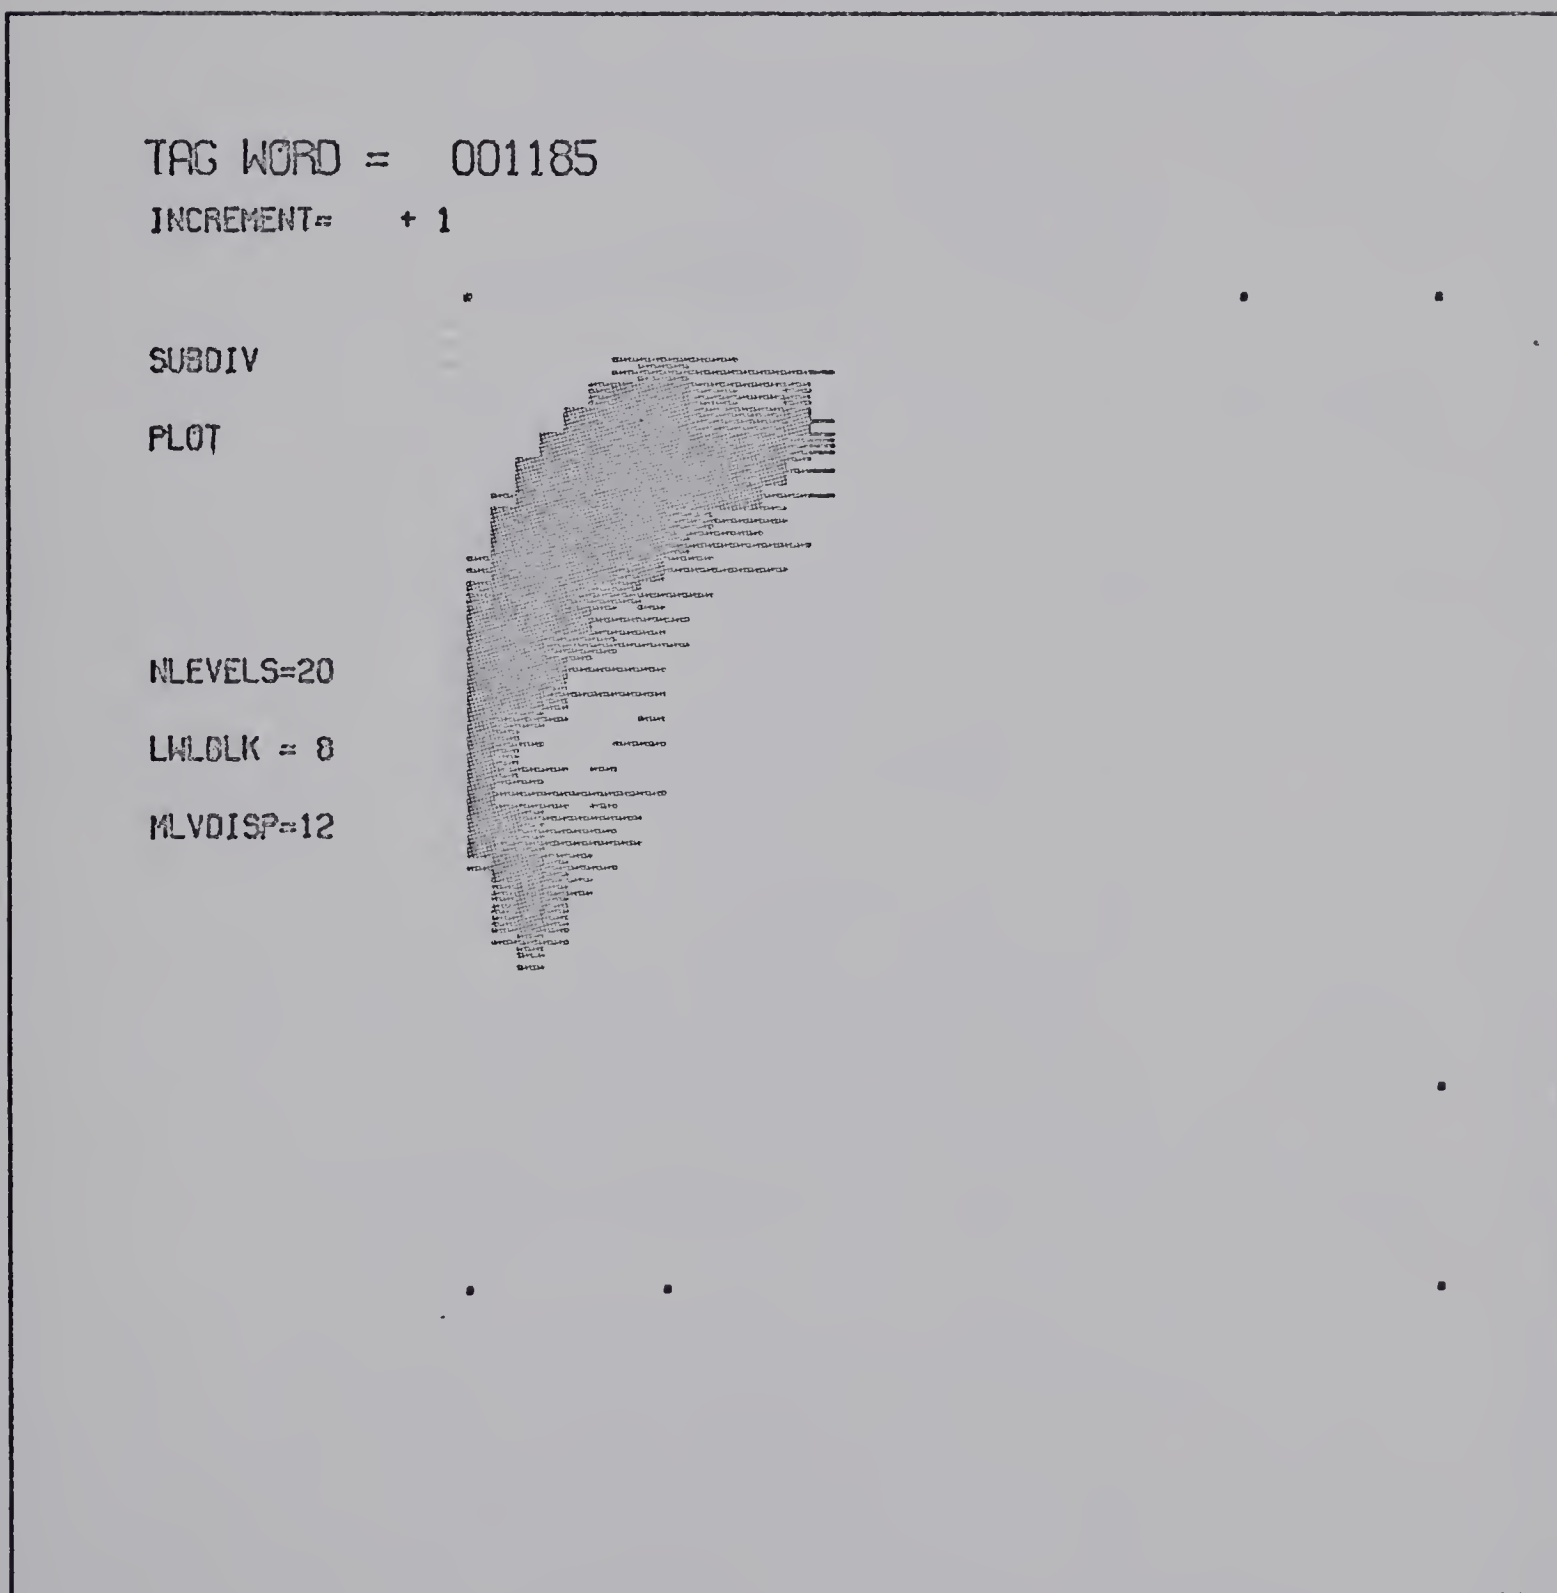 TAG WORD = 001185
INCREMENT= + 1
SUBDIV
PLOT
NLEVELS=20
LWLBLK = 8
MLVDISP=12